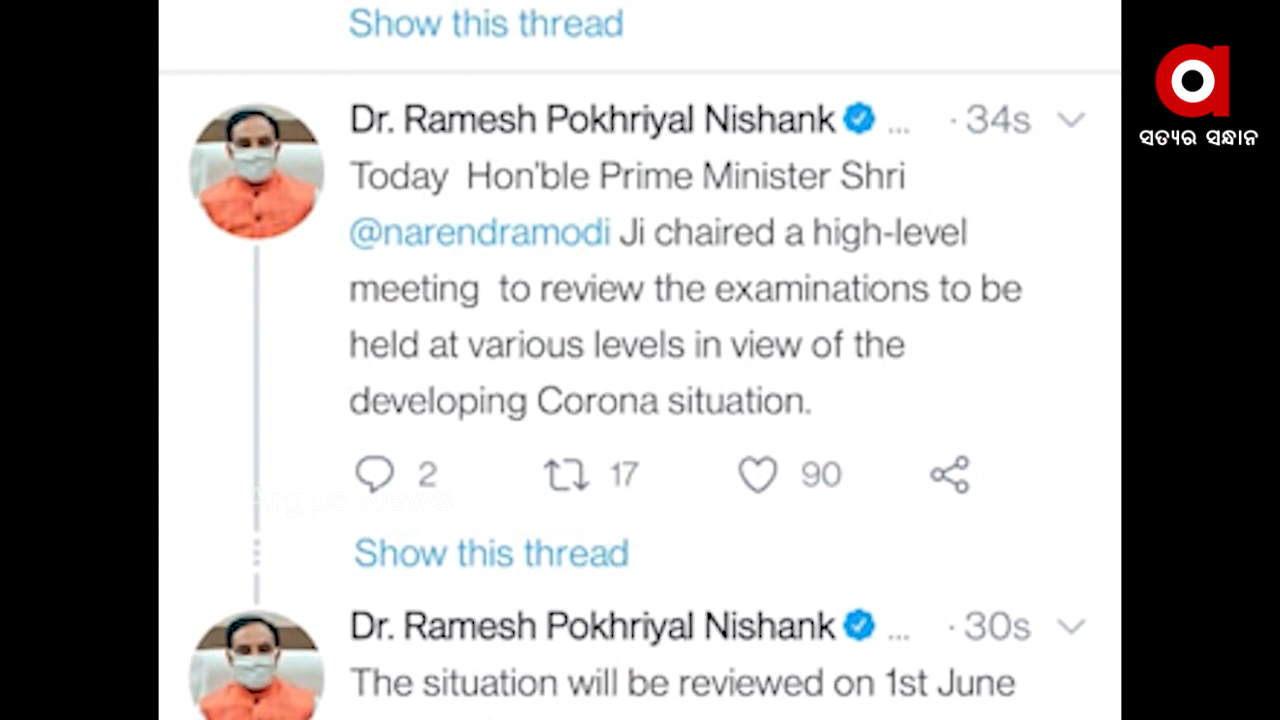 Show this thread
Dr. Ramesh Pokhriyal Nishank ... · 34s
ସତ୍ୟର ସନ୍ଧାନ
Today Hon'ble Prime Minister Shri
@narendramodi Ji chaired a high-level
meeting to review the examinations to be
held at various levels in view of the
developing Corona situation.
2 17 90
Argus News
Show this thread
Dr. Ramesh Pokhriyal Nishank ... · 30s
The situation will be reviewed on 1st June